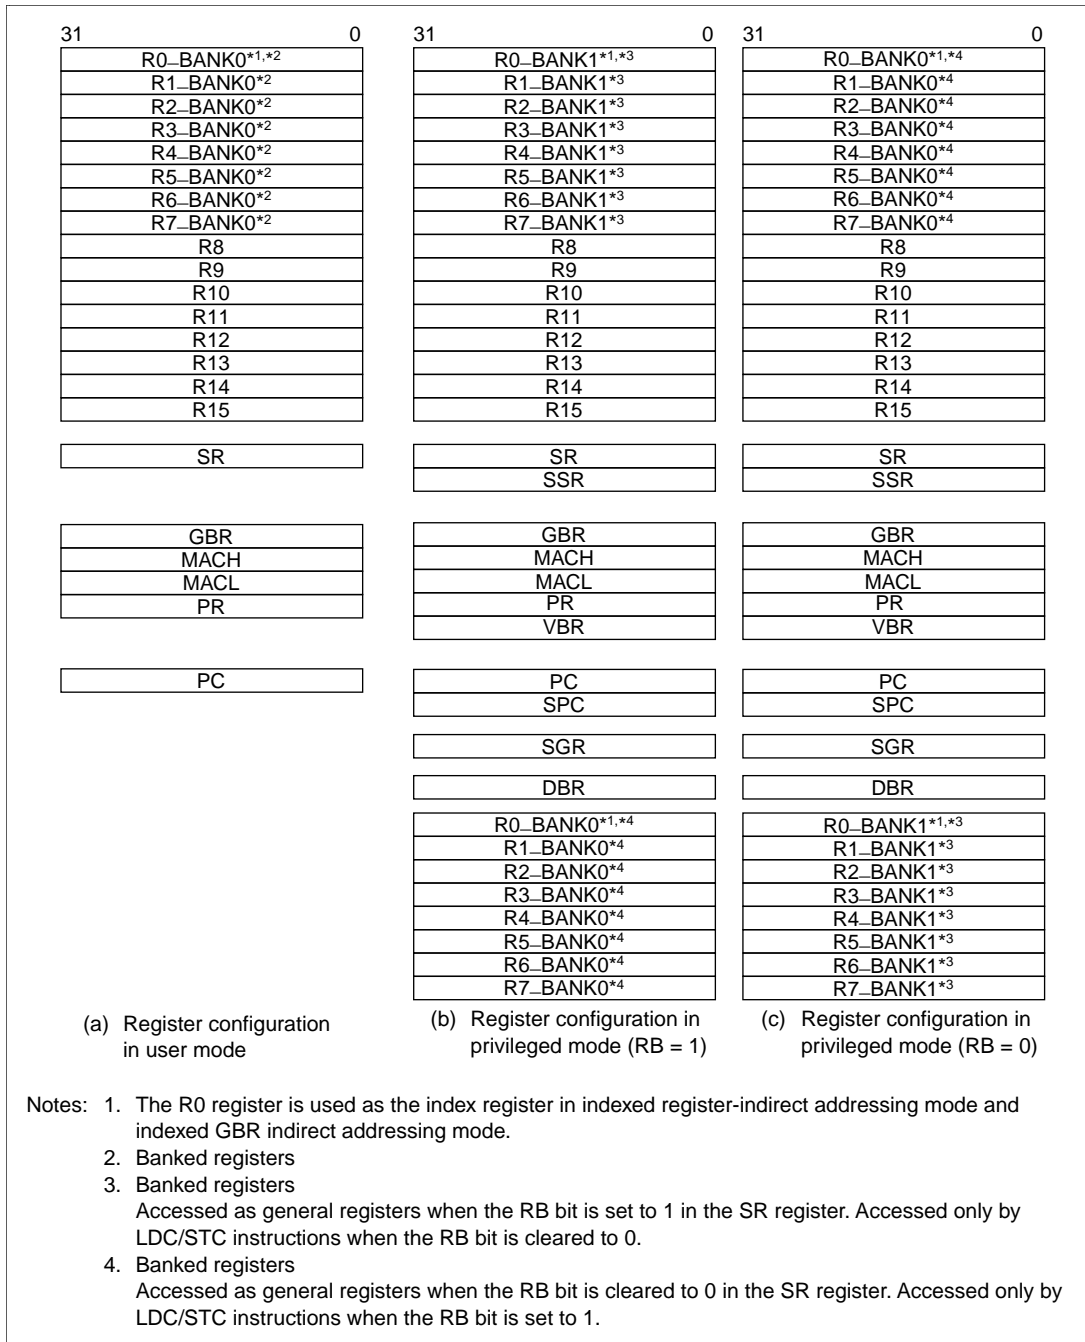 31 0
R0_BANK0*1,*2
R1_BANK0*2
R2_BANK0*2
R3_BANK0*2
R4_BANK0*2
R5_BANK0*2
R6_BANK0*2
R7_BANK0*2
R8
R9
R10
R11
R12
R13
R14
R15
SR
GBR
MACH
MACL
PR
PC
(a) Register configuration
in user mode
31 0
R0_BANK1*1,*3
R1_BANK1*3
R2_BANK1*3
R3_BANK1*3
R4_BANK1*3
R5_BANK1*3
R6_BANK1*3
R7_BANK1*3
R8
R9
R10
R11
R12
R13
R14
R15
SR
SSR
GBR
MACH
MACL
PR
VBR
PC
SPC
SGR
DBR
R0_BANK0*1,*4
R1_BANK0*4
R2_BANK0*4
R3_BANK0*4
R4_BANK0*4
R5_BANK0*4
R6_BANK0*4
R7_BANK0*4
(b) Register configuration in
privileged mode (RB = 1)
31 0
R0_BANK0*1,*4
R1_BANK0*4
R2_BANK0*4
R3_BANK0*4
R4_BANK0*4
R5_BANK0*4
R6_BANK0*4
R7_BANK0*4
R8
R9
R10
R11
R12
R13
R14
R15
SR
SSR
GBR
MACH
MACL
PR
VBR
PC
SPC
SGR
DBR
R0_BANK1*1,*3
R1_BANK1*3
R2_BANK1*3
R3_BANK1*3
R4_BANK1*3
R5_BANK1*3
R6_BANK1*3
R7_BANK1*3
(c) Register configuration in
privileged mode (RB = 0)
Notes: 1. The R0 register is used as the index register in indexed register-indirect addressing mode and
indexed GBR indirect addressing mode.
2. Banked registers
3. Banked registers
Accessed as general registers when the RB bit is set to 1 in the SR register. Accessed only by
LDC/STC instructions when the RB bit is cleared to 0.
4. Banked registers
Accessed as general registers when the RB bit is cleared to 0 in the SR register. Accessed only by
LDC/STC instructions when the RB bit is set to 1.